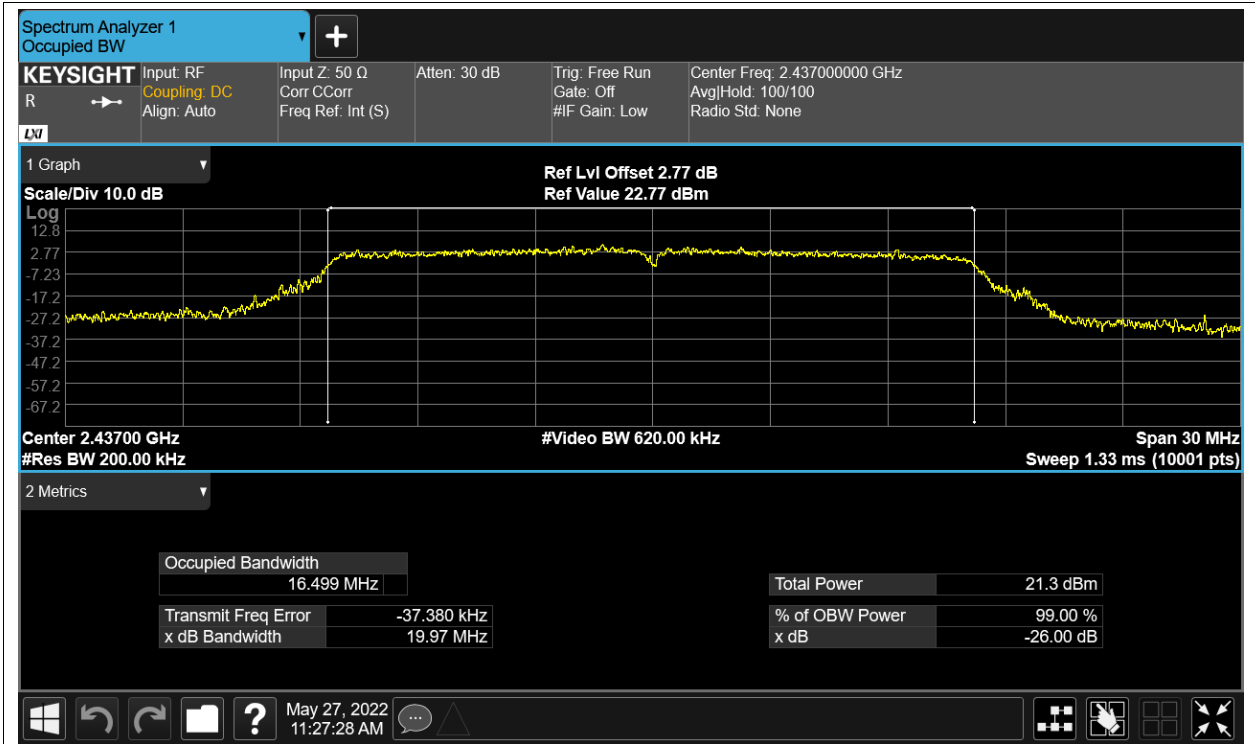 Spectrum Analyzer 1
Occupied BW
▼
+
KEYSIGHT
R
LXI
Input: RF
Coupling: DC
Align: Auto
Input Z: 50 Ω
Corr CCorr
Freq Ref: Int (S)
Atten: 30 dB
Trig: Free Run
Gate: Off
#IF Gain: Low
Center Freq: 2.437000000 GHz
Avg|Hold: 100/100
Radio Std: None
1 Graph ▼
Scale/Div 10.0 dB
Ref Lvl Offset 2.77 dB
Ref Value 22.77 dBm
Log
12.8
2.77
-7.23
-17.2
-27.2
-37.2
-47.2
-57.2
-67.2
Center 2.43700 GHz
#Res BW 200.00 kHz
#Video BW 620.00 kHz
Span 30 MHz
Sweep 1.33 ms (10001 pts)
2 Metrics ▼
Occupied Bandwidth
16.499 MHz
Transmit Freq Error -37.380 kHz
x dB Bandwidth 19.97 MHz
Total Power 21.3 dBm
% of OBW Power 99.00 %
x dB -26.00 dB
?
May 27, 2022
11:27:28 AM